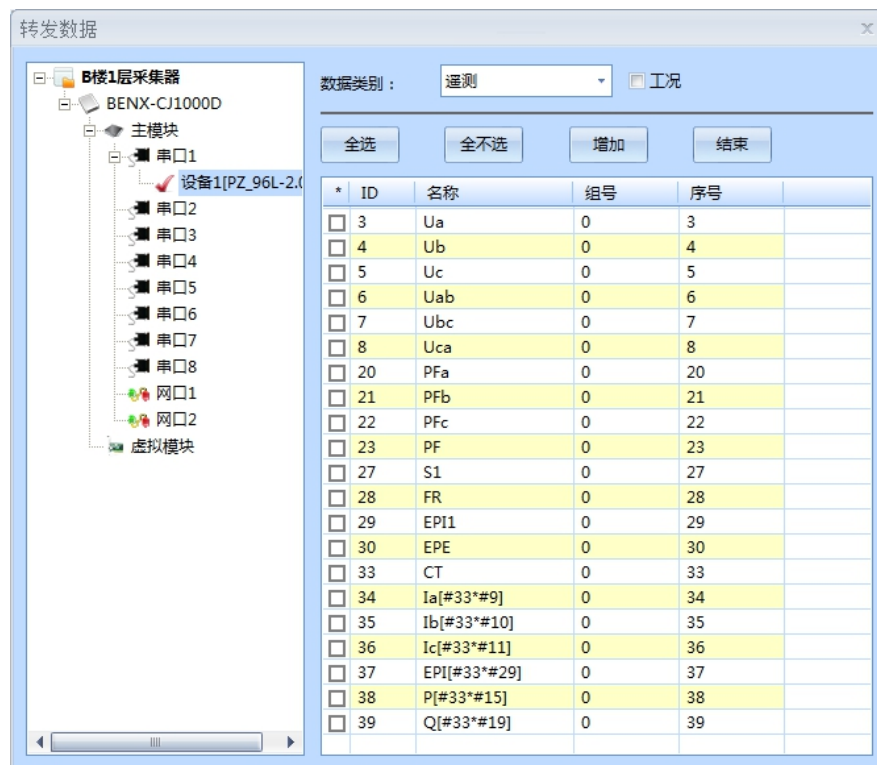 转发数据
B楼1层采集器
BENX-CJ1000D
主模块
串口1
设备1[PZ_96L-2.0
串口2
串口3
串口4
串口5
串口6
串口7
串口8
网口1
网口2
虚拟模块
数据类别： 遥测 工况
全选 全不选 增加 结束
* ID 名称 组号 序号
3 Ua 0 3
4 Ub 0 4
5 Uc 0 5
6 Uab 0 6
7 Ubc 0 7
8 Uca 0 8
20 PFa 0 20
21 PFb 0 21
22 PFc 0 22
23 PF 0 23
27 S1 0 27
28 FR 0 28
29 EPI1 0 29
30 EPE 0 30
33 CT 0 33
34 Ia[#33*#9] 0 34
35 Ib[#33*#10] 0 35
36 Ic[#33*#11] 0 36
37 EPI[#33*#29] 0 37
38 P[#33*#15] 0 38
39 Q[#33*#19] 0 39